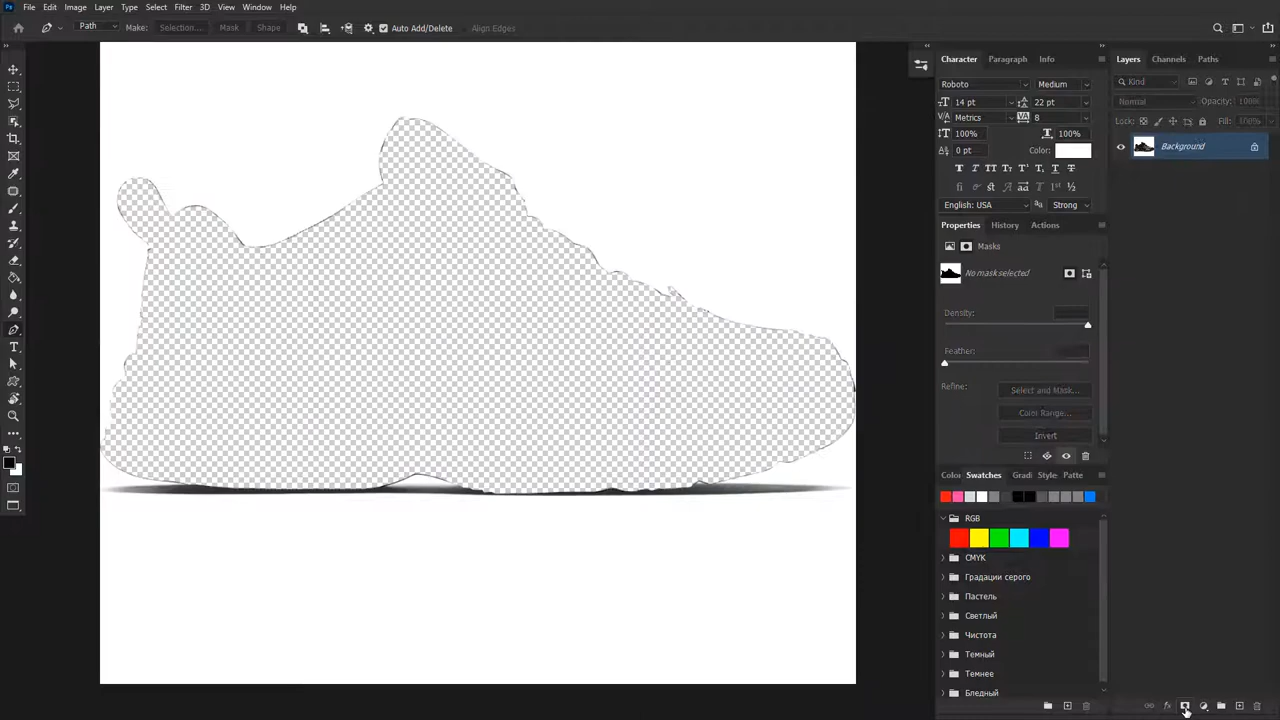 Ps File Edit Image Layer Type Select Filter 3D View Window Help
Path Make: Selection... Mask Shape Auto Add/Delete Align Edges
Character Paragraph Info
Roboto Medium
14 pt 22 pt
Metrics 8
100% 100%
0 pt Color:
English: USA Strong
Properties History Actions
Masks
No mask selected
Density:
Feather:
Refine: Select and Mask...
Color Range...
Invert
Color Swatches Gradi Style Patte
RGB
CMYK
Градации серого
Пастель
Светлый
Чистота
Темный
Темнее
Бледный
Layers Channels Paths
Kind
Normal Opacity: 100%
Lock: Fill: 100%
Background